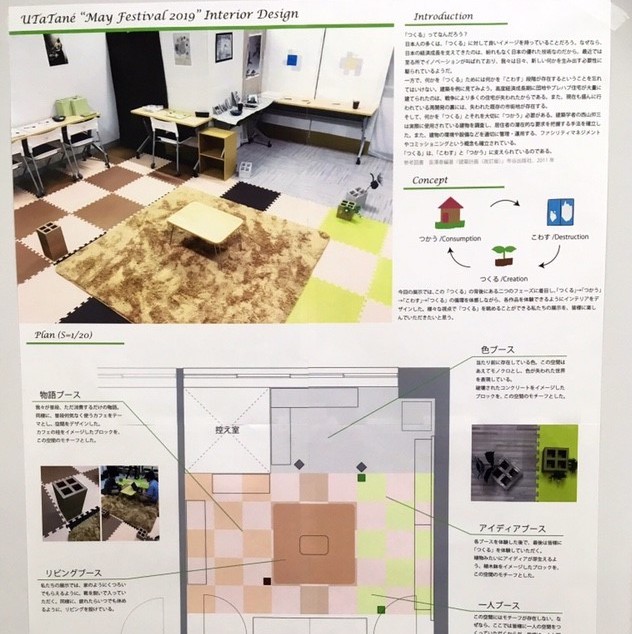 UTaTané "May Festival 2019" Interior Design
Introduction
「つくる」ってなんだろう？
日本人の多くは、「つくる」に対して良いイメージを持っていることだろう。なぜなら、
日本の経済成長を支えてきたのは、紛れもなく日本の優れた技術なのだから。最近では
至る所でイノベーションが叫ばれており、我々は日々、新しい何かを生み出す必要性に
駆られているようだ。
一方で、何かを「つくる」ためには何かを「こわす」段階が存在するということを忘れ
てはいけない。建築を例に見てみよう。高度経済成長期に団地やプレハブ住宅が大量に
建てられたのは、戦争により多くの住宅が失われたからである。また、現在も盛んに行
われている再開発の裏には、失われた既存の市街地が存在する。
そして、何かを「つくる」とそれを大切に「つかう」必要がある。建築学者の西山夘三
は実際に使用されている建物を調査し、居住者の潜在的な要求を把握する手法を確立し
た。また、建物の環境や設備などを適切に管理・運用する、ファシリティマネジメント
やコミッショニングという概念も確立されている。
「つくる」は、「こわす」と「つかう」に支えられているのである。
Concept
つかう/Consumption
こわす/Destruction
つくる/Creation
今回の展示では、この「つくる」の背後にある二つのフェーズに着目し、「つくる」→「つかう」
→「こわす」→「つくる」の循環を体感しながら、各作品を体験できるようにインテリアをデ
ザインした。様々な視点で「つくる」を眺めることができる私たちの展示を、皆様に楽し
んでいただきたいと思う。
Plan (S=1/20)
色ブース
当たり前に存在している色。この空間は
あえてモノクロとし、色が失われた世界
を表現している。
破壊されたコンクリートをイメージした
ブロックを、この空間のモチーフとした。
物語ブース
我々が普段、ただ消費するだけの物語。
同様に、普段何気なく使うカフェをテー
マとし、空間をデザインした。
カフェの柱をイメージしたブロックを、
この空間のモチーフとした。
控え室
アイディアブース
各ブースを体験した後で、最後は皆様に
「つくる」を体験していただく。
植物みたいにアイディアが芽生えるよ
う、植木鉢をイメージしたブロックを、
この空間のモチーフとした。
リビングブース
私たちの展示では、家のようにくつろい
でもらえるように、靴を脱いで入ってい
ただく。同様に、疲れたらいつでも休め
るように、リビングを設けている。
一人ブース
この空間にはモチーフが存在しない。な
ぜなら、ここでは皆様に一人の空間をつ